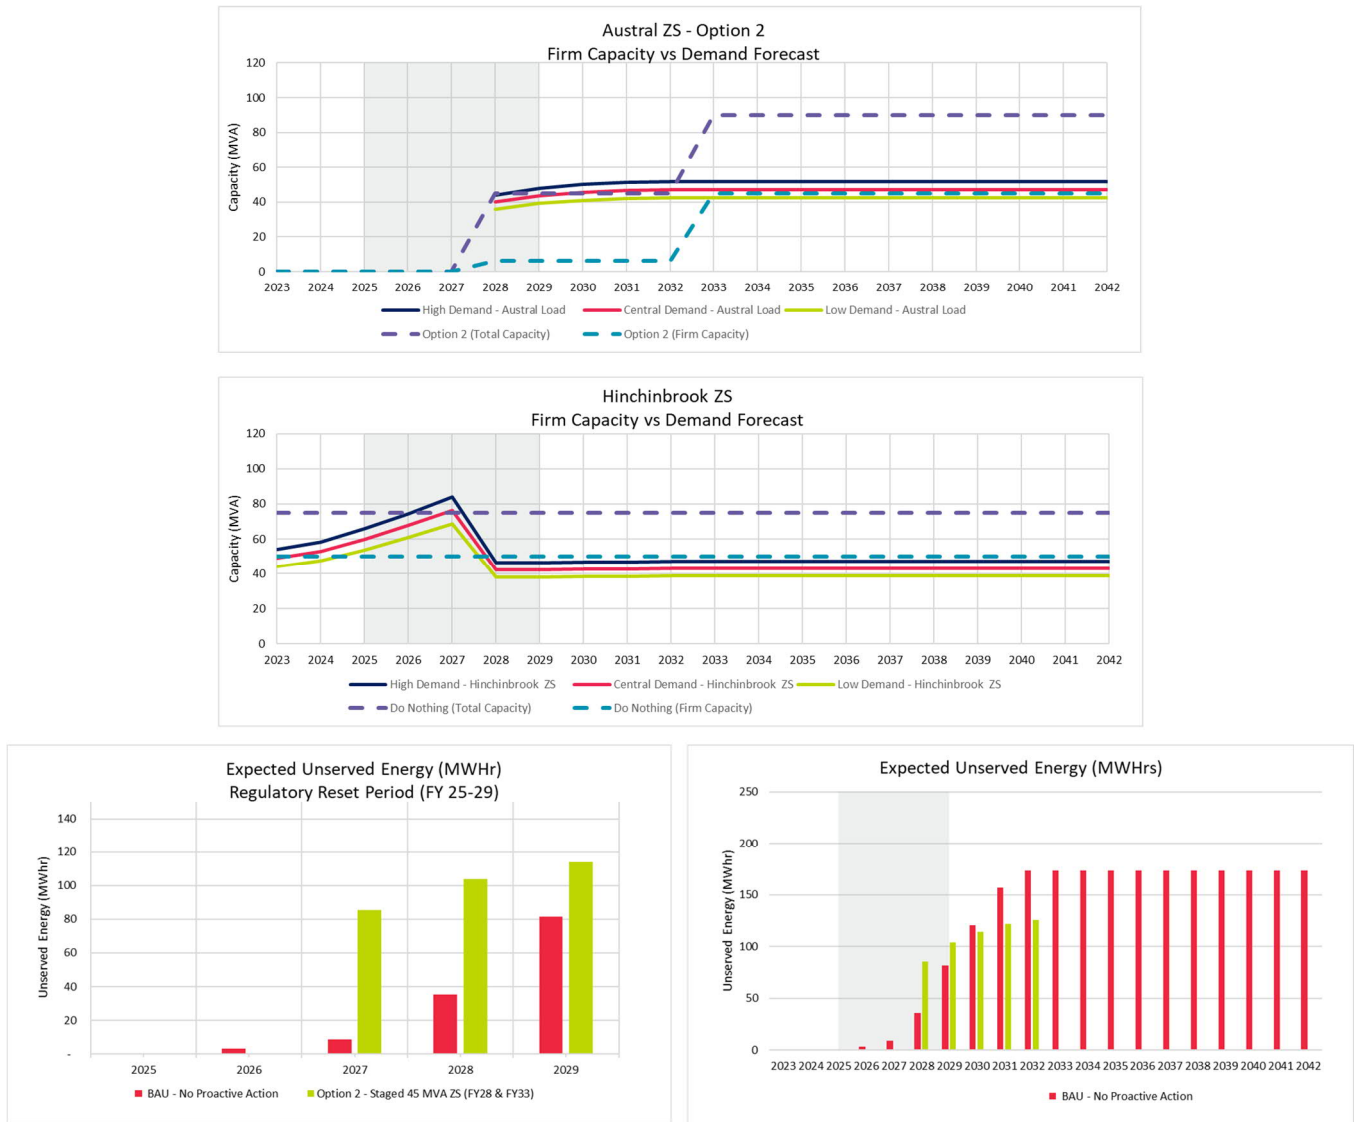 Austral ZS - Option 2
Firm Capacity vs Demand Forecast
Capacity (MVA)
120
100
80
60
40
20
0
2023 2024 2025 2026 2027 2028 2029 2030 2031 2032 2033 2034 2035 2036 2037 2038 2039 2040 2041 2042
High Demand - Austral Load Central Demand - Austral Load Low Demand - Austral Load
Option 2 (Total Capacity) Option 2 (Firm Capacity)
Hinchinbrook ZS
Firm Capacity vs Demand Forecast
Capacity (MVA)
120
100
80
60
40
20
0
2023 2024 2025 2026 2027 2028 2029 2030 2031 2032 2033 2034 2035 2036 2037 2038 2039 2040 2041 2042
High Demand - Hinchinbrook ZS Central Demand - Hinchinbrook ZS Low Demand - Hinchinbrook ZS
Do Nothing (Total Capacity) Do Nothing (Firm Capacity)
Expected Unserved Energy (MWHr)
Regulatory Reset Period (FY 25-29)
Unserved Energy (MWhr)
140
120
100
80
60
40
20
-
2025 2026 2027 2028 2029
BAU - No Proactive Action Option 2 - Staged 45 MVA ZS (FY28 & FY33)
Expected Unserved Energy (MWHrs)
Unserved Energy (MWhr)
250
200
150
100
50
0
2023 2024 2025 2026 2027 2028 2029 2030 2031 2032 2033 2034 2035 2036 2037 2038 2039 2040 2041 2042
BAU - No Proactive Action